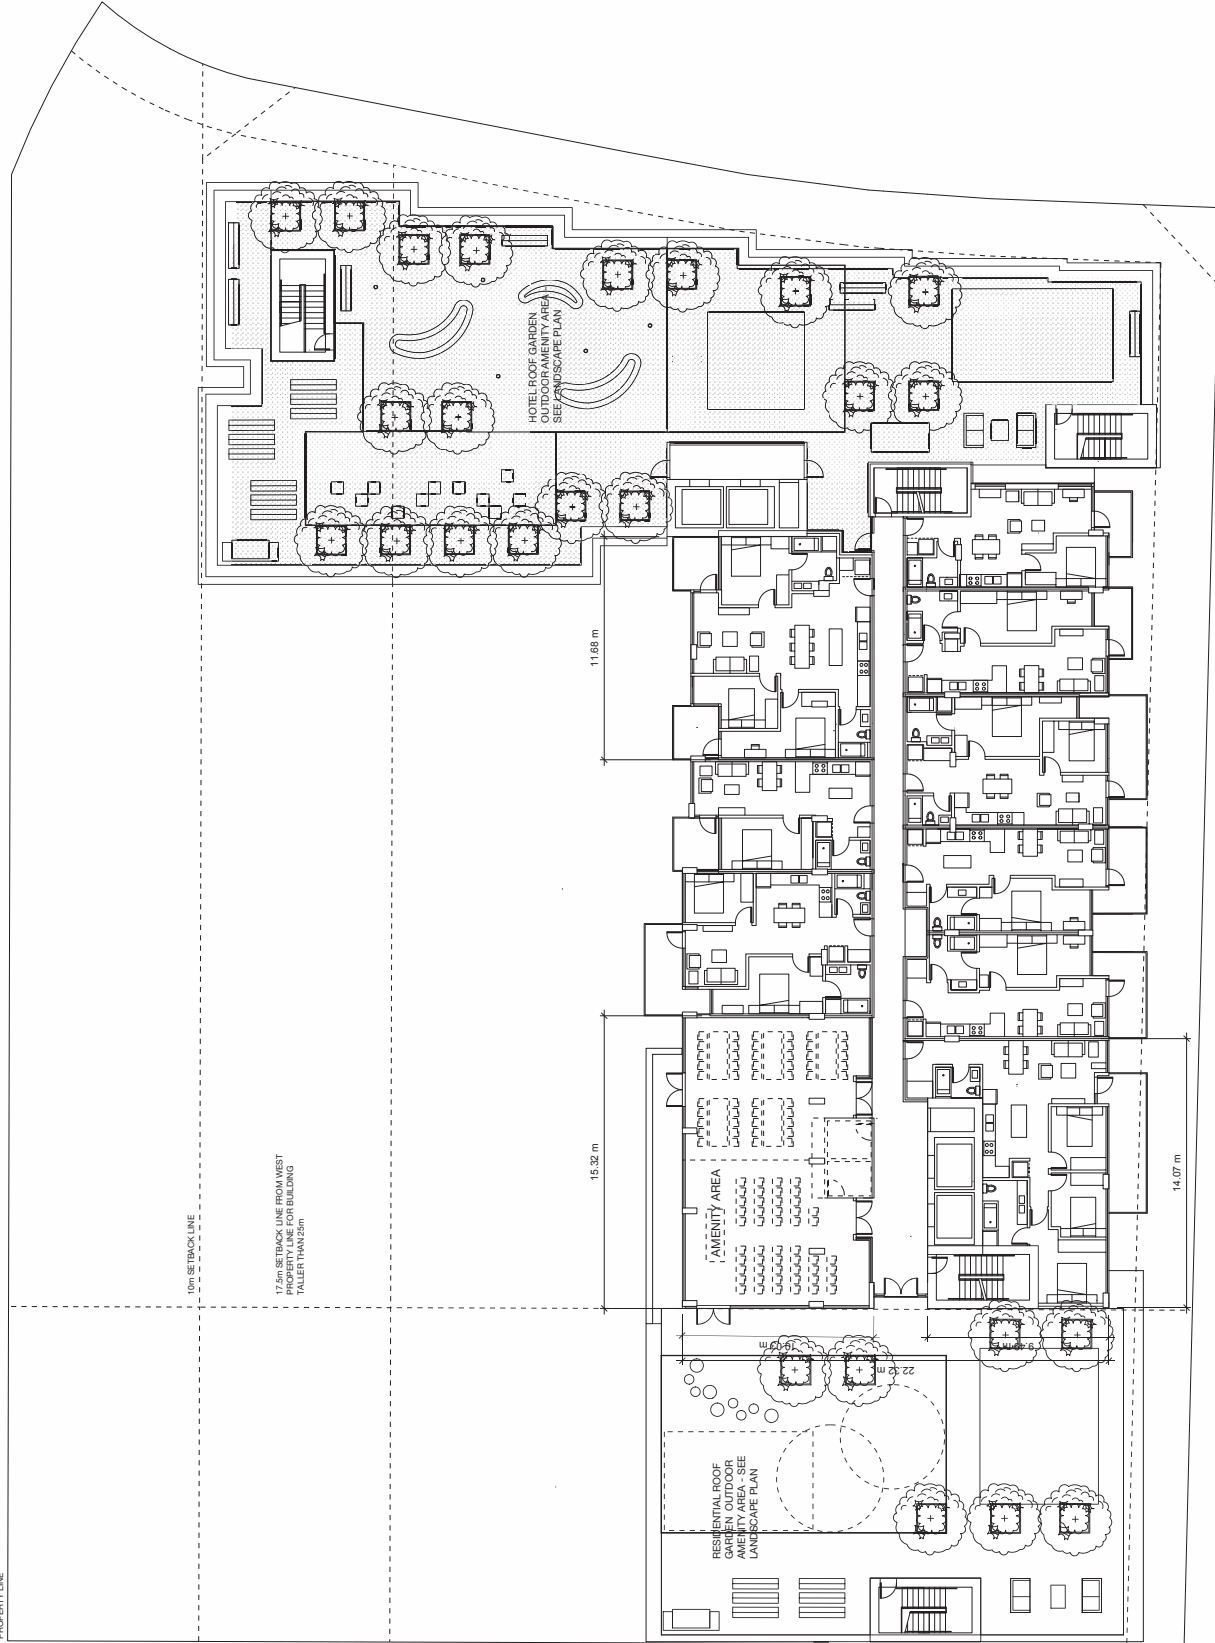 HOTEL ROOF GARDEN
OUTDOOR AMENITY AREA
SEE LANDSCAPE PLAN
11.68 m
15.32 m
14.07 m
AMENITY AREA
10m SETBACK LINE
17.5m SETBACK LINE FROM WEST
PROPERTY LINE FOR BUILDING
TALLER THAN 25m
22.32 m
RESIDENTIAL ROOF
GARDEN OUTDOOR
AMENITY AREA - SEE
LANDSCAPE PLAN
PROPERTY LINE